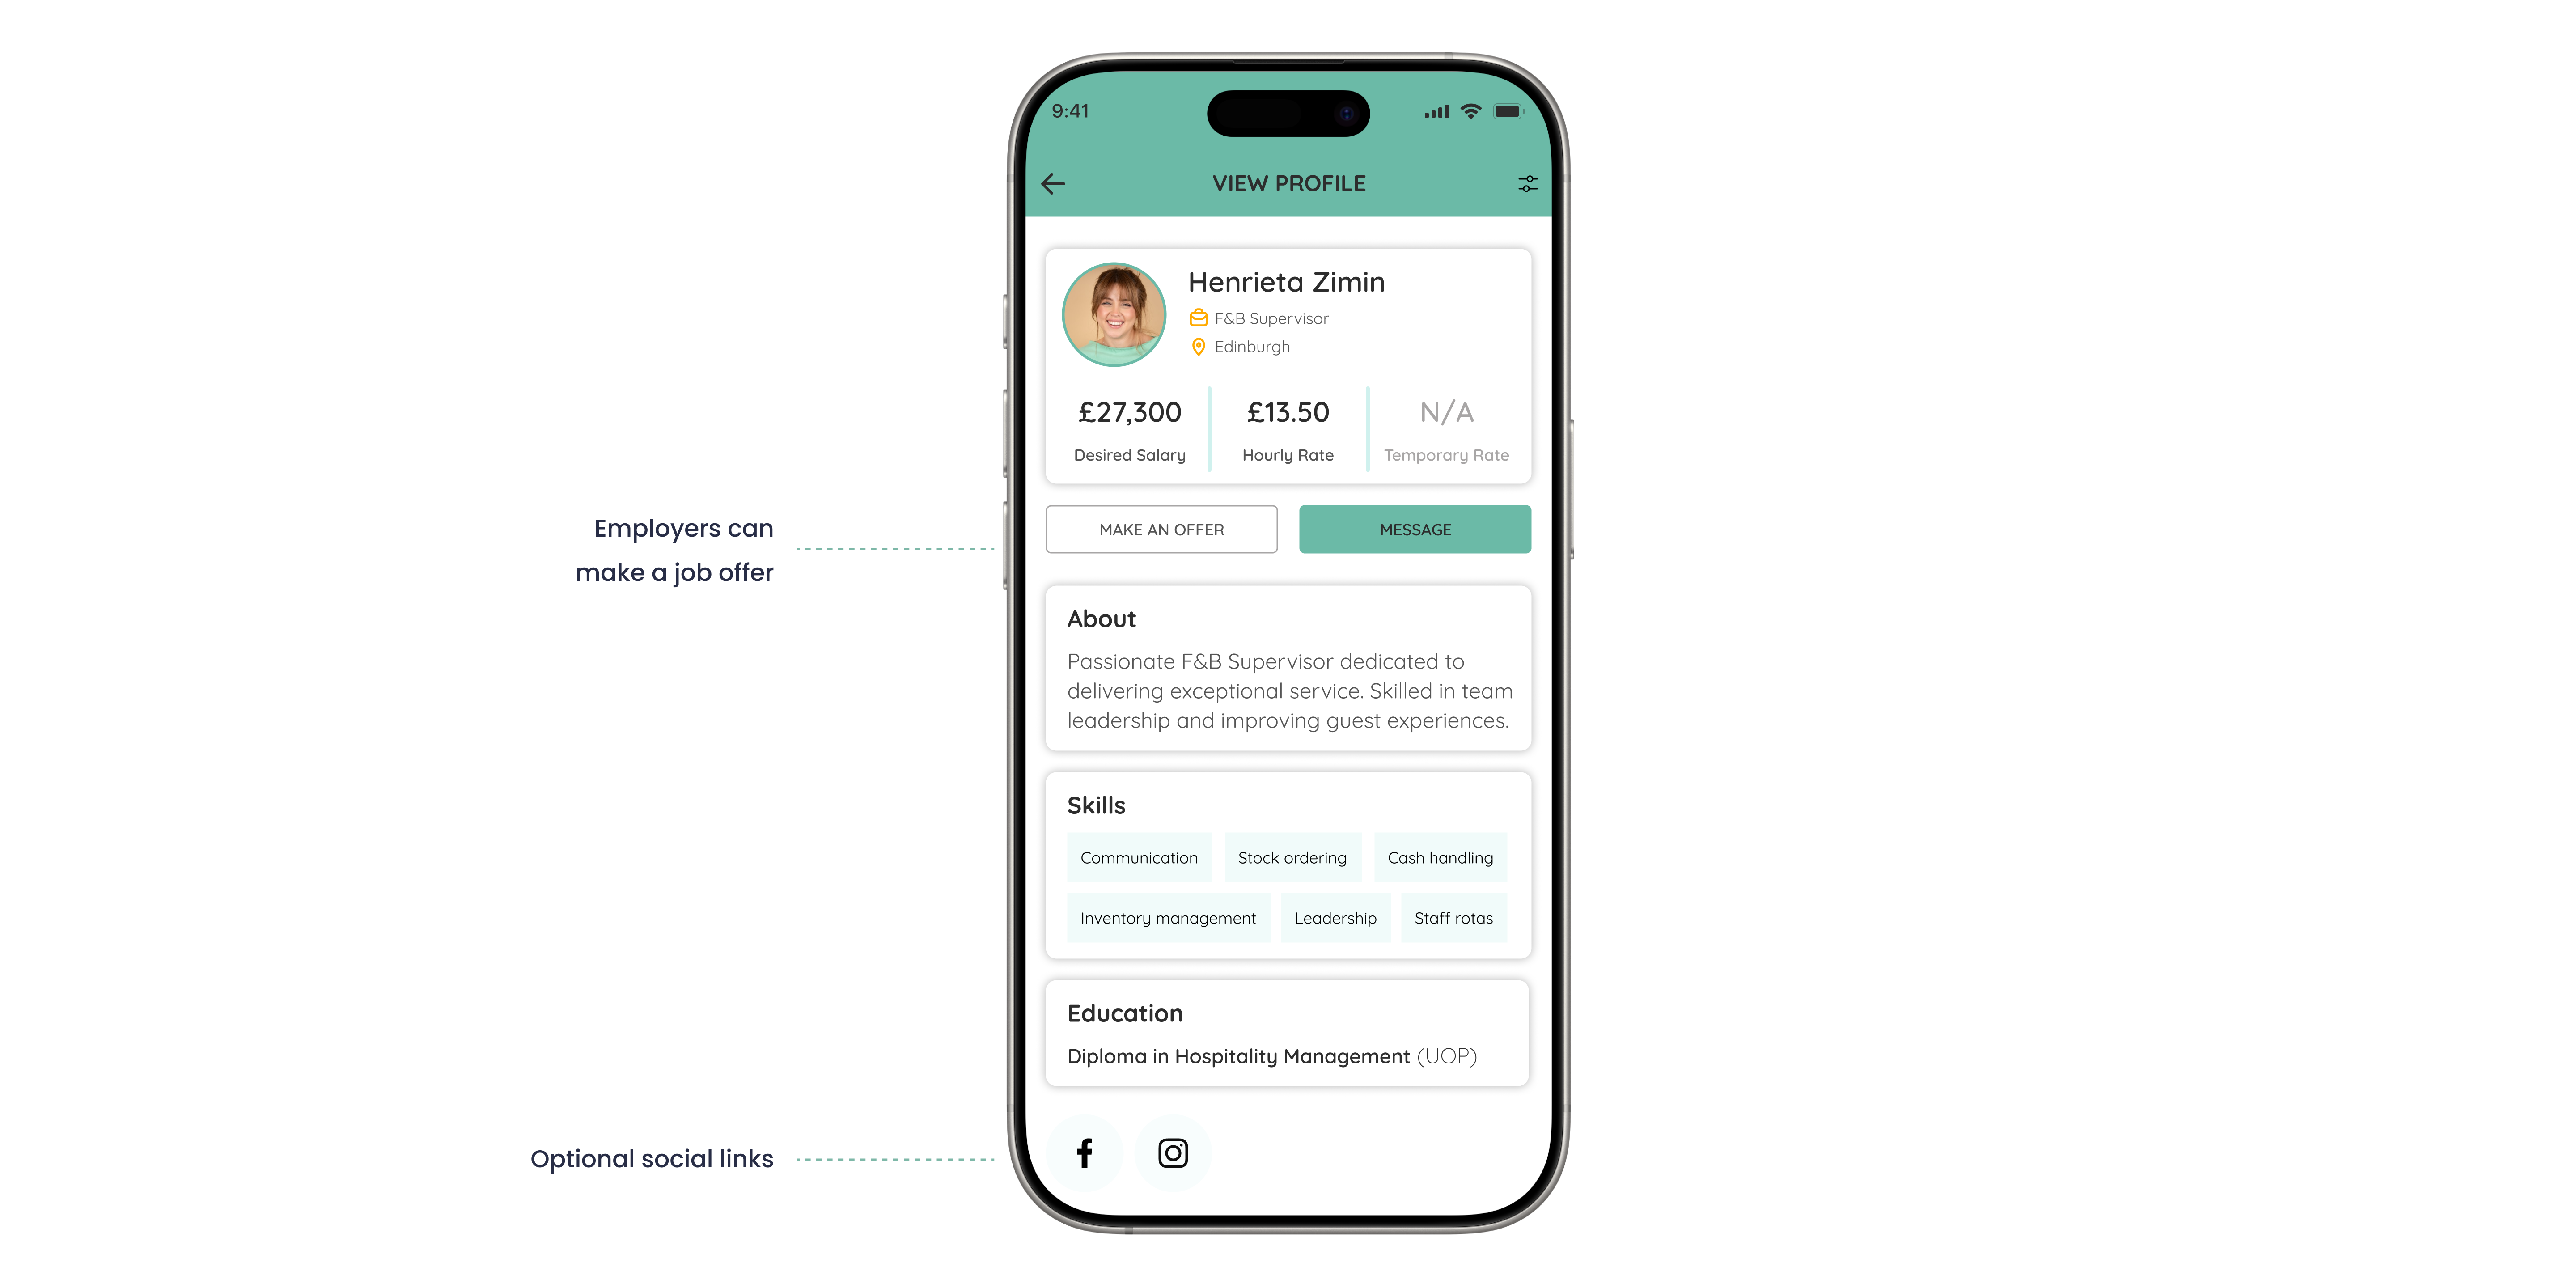 9:41
VIEW PROFILE
Henrieta Zimin
F&B Supervisor
Edinburgh
£27,300
£13.50
N/A
Desired Salary
Hourly Rate
Temporary Rate
MAKE AN OFFER
MESSAGE
Employers can
make a job offer
About
Passionate F&B Supervisor dedicated to
delivering exceptional service. Skilled in team
leadership and improving guest experiences.
Skills
Communication
Stock ordering
Cash handling
Inventory management
Leadership
Staff rotas
Education
Diploma in Hospitality Management (UOP)
Optional social links